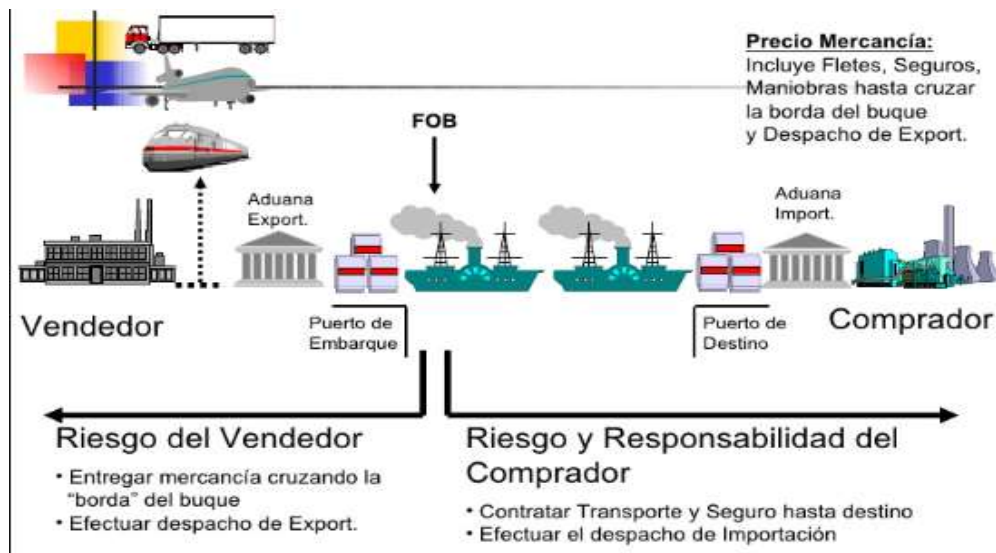 Precio Mercancía:
Incluye Fletes, Seguros,
Maniobras hasta cruzar
la borda del buque
y Despacho de Export.
FOB
Aduana
Export.
Aduana
Import.
Vendedor
Puerto de
Embarque
Puerto de
Destino
Comprador
Riesgo del Vendedor
• Entregar mercancía cruzando la
“borda” del buque
• Efectuar despacho de Export.
Riesgo y Responsabilidad del
Comprador
• Contratar Transporte y Seguro hasta destino
• Efectuar el despacho de Importación